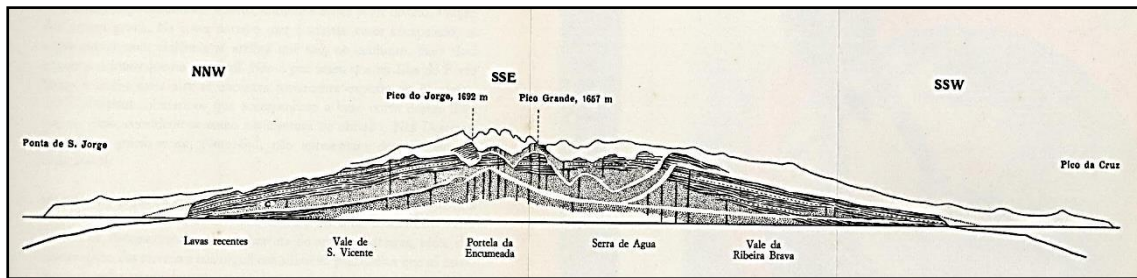 NNW
SSE
SSW
Pico do Jorge, 1692 m
Pico Grande, 1657 m
Ponta de S. Jorge
Pico da Cruz
Lavas recentes
Vale de
S. Vicente
Portela da
Encumeada
Serra de Agua
Vale da
Ribeira Brava